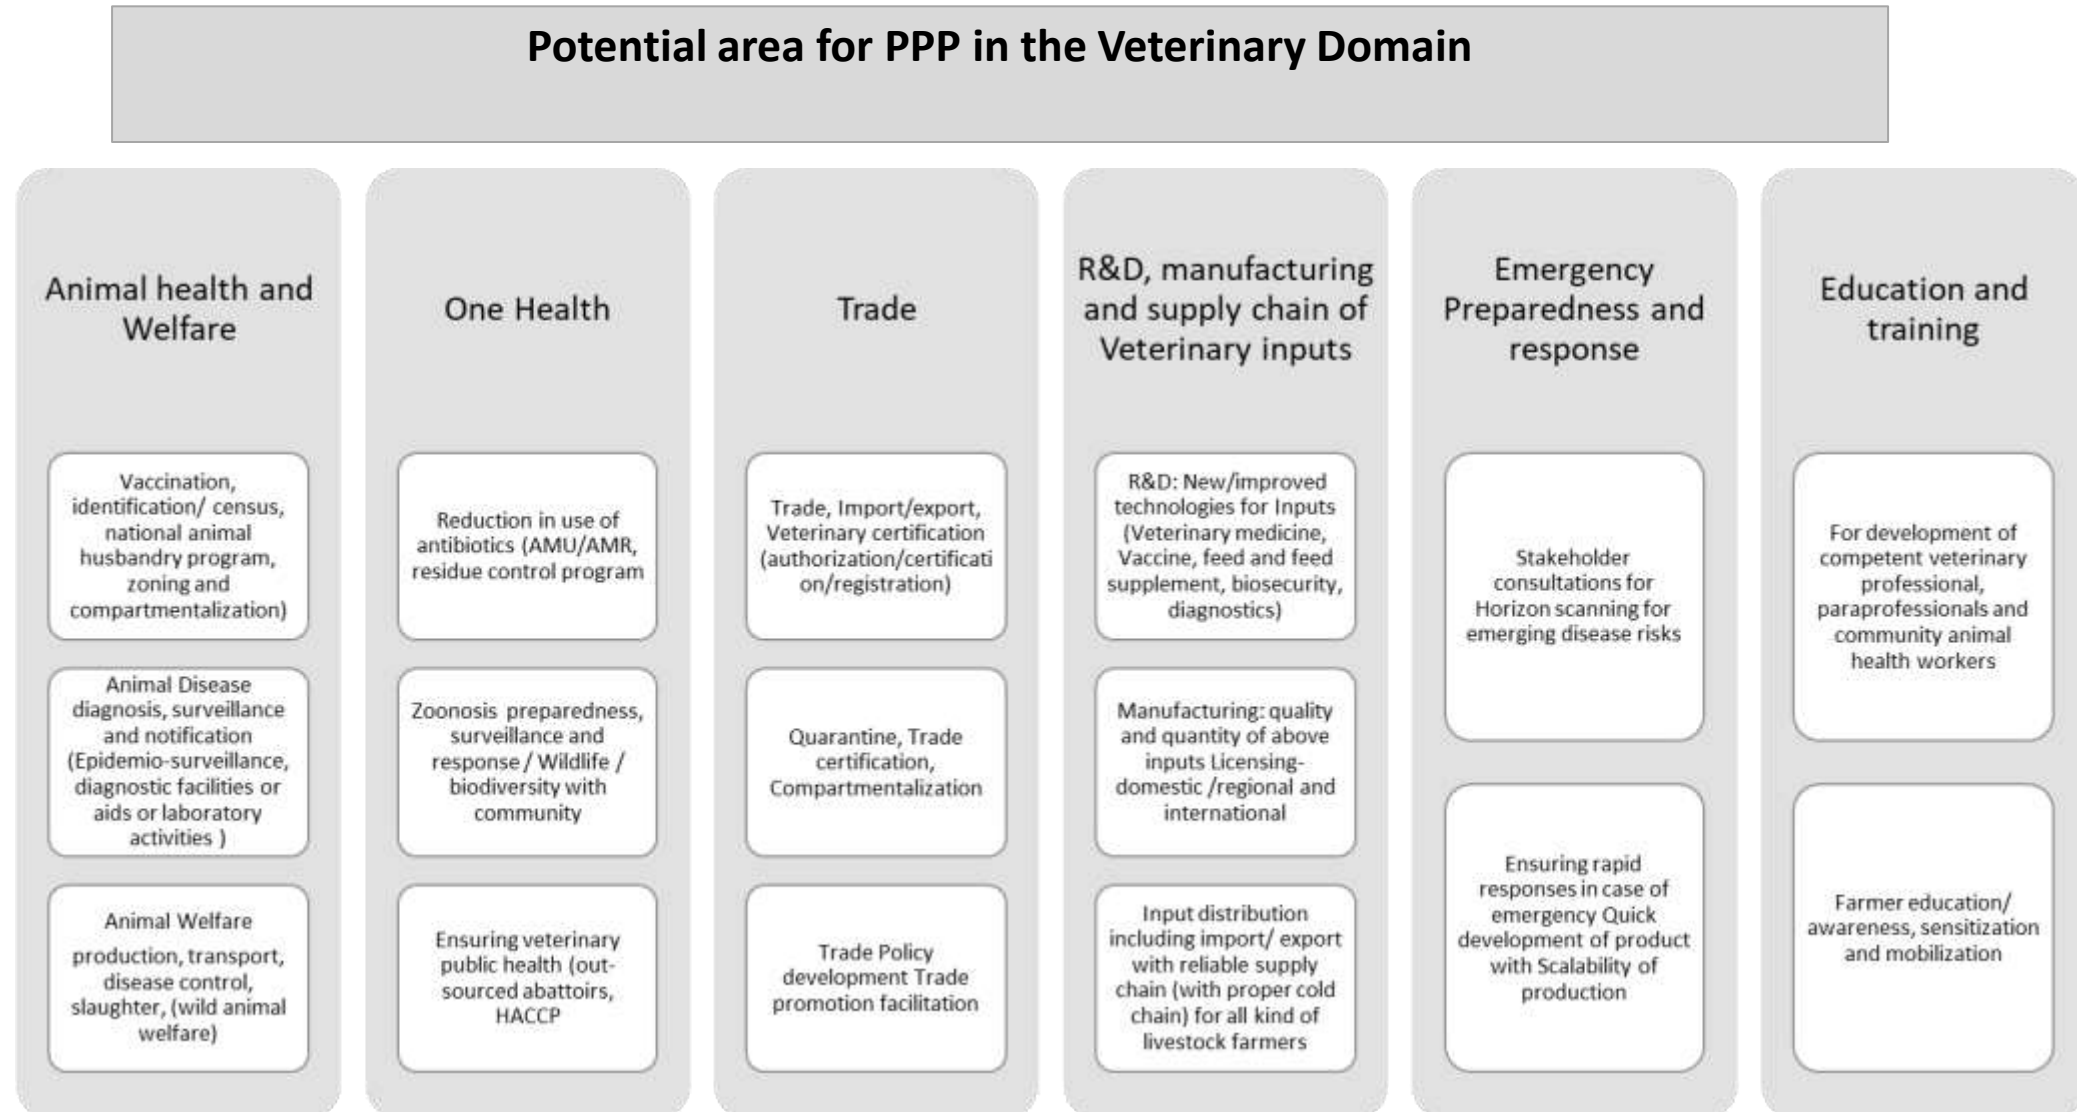 Potential area for PPP in the Veterinary Domain
Animal health and
Welfare
Vaccination,
identification/ census,
national animal
husbandry program,
zoning and
compartmentalization)
Animal Disease
diagnosis, surveillance
and notification
(Epidemio-surveillance,
diagnostic facilities or
aids or laboratory
activities )
Animal Welfare
production, transport,
disease control,
slaughter, (wild animal
welfare)
One Health
Reduction in use of
antibiotics (AMU/AMR,
residue control program
Zoonosis preparedness,
surveillance and
response / Wildlife /
biodiversity with
community
Ensuring veterinary
public health (out-
sourced abattoirs,
HACCP
Trade
Trade, Import/export,
Veterinary certification
(authorization/certificati
on/registration)
Quarantine, Trade
certification,
Compartmentalization
Trade Policy
development Trade
promotion facilitation
R&D, manufacturing
and supply chain of
Veterinary inputs
R&D: New/improved
technologies for Inputs
(Veterinary medicine,
Vaccine, feed and feed
supplement, biosecurity,
diagnostics)
Manufacturing: quality
and quantity of above
inputs Licensing-
domestic /regional and
international
Input distribution
including import/ export
with reliable supply
chain (with proper cold
chain) for all kind of
livestock farmers
Emergency
Preparedness and
response
Stakeholder
consultations for
Horizon scanning for
emerging disease risks
Ensuring rapid
responses in case of
emergency Quick
development of product
with Scalability of
production
Education and
training
For development of
competent veterinary
professional,
paraprofessionals and
community animal
health workers
Farmer education/
awareness, sensitization
and mobilization